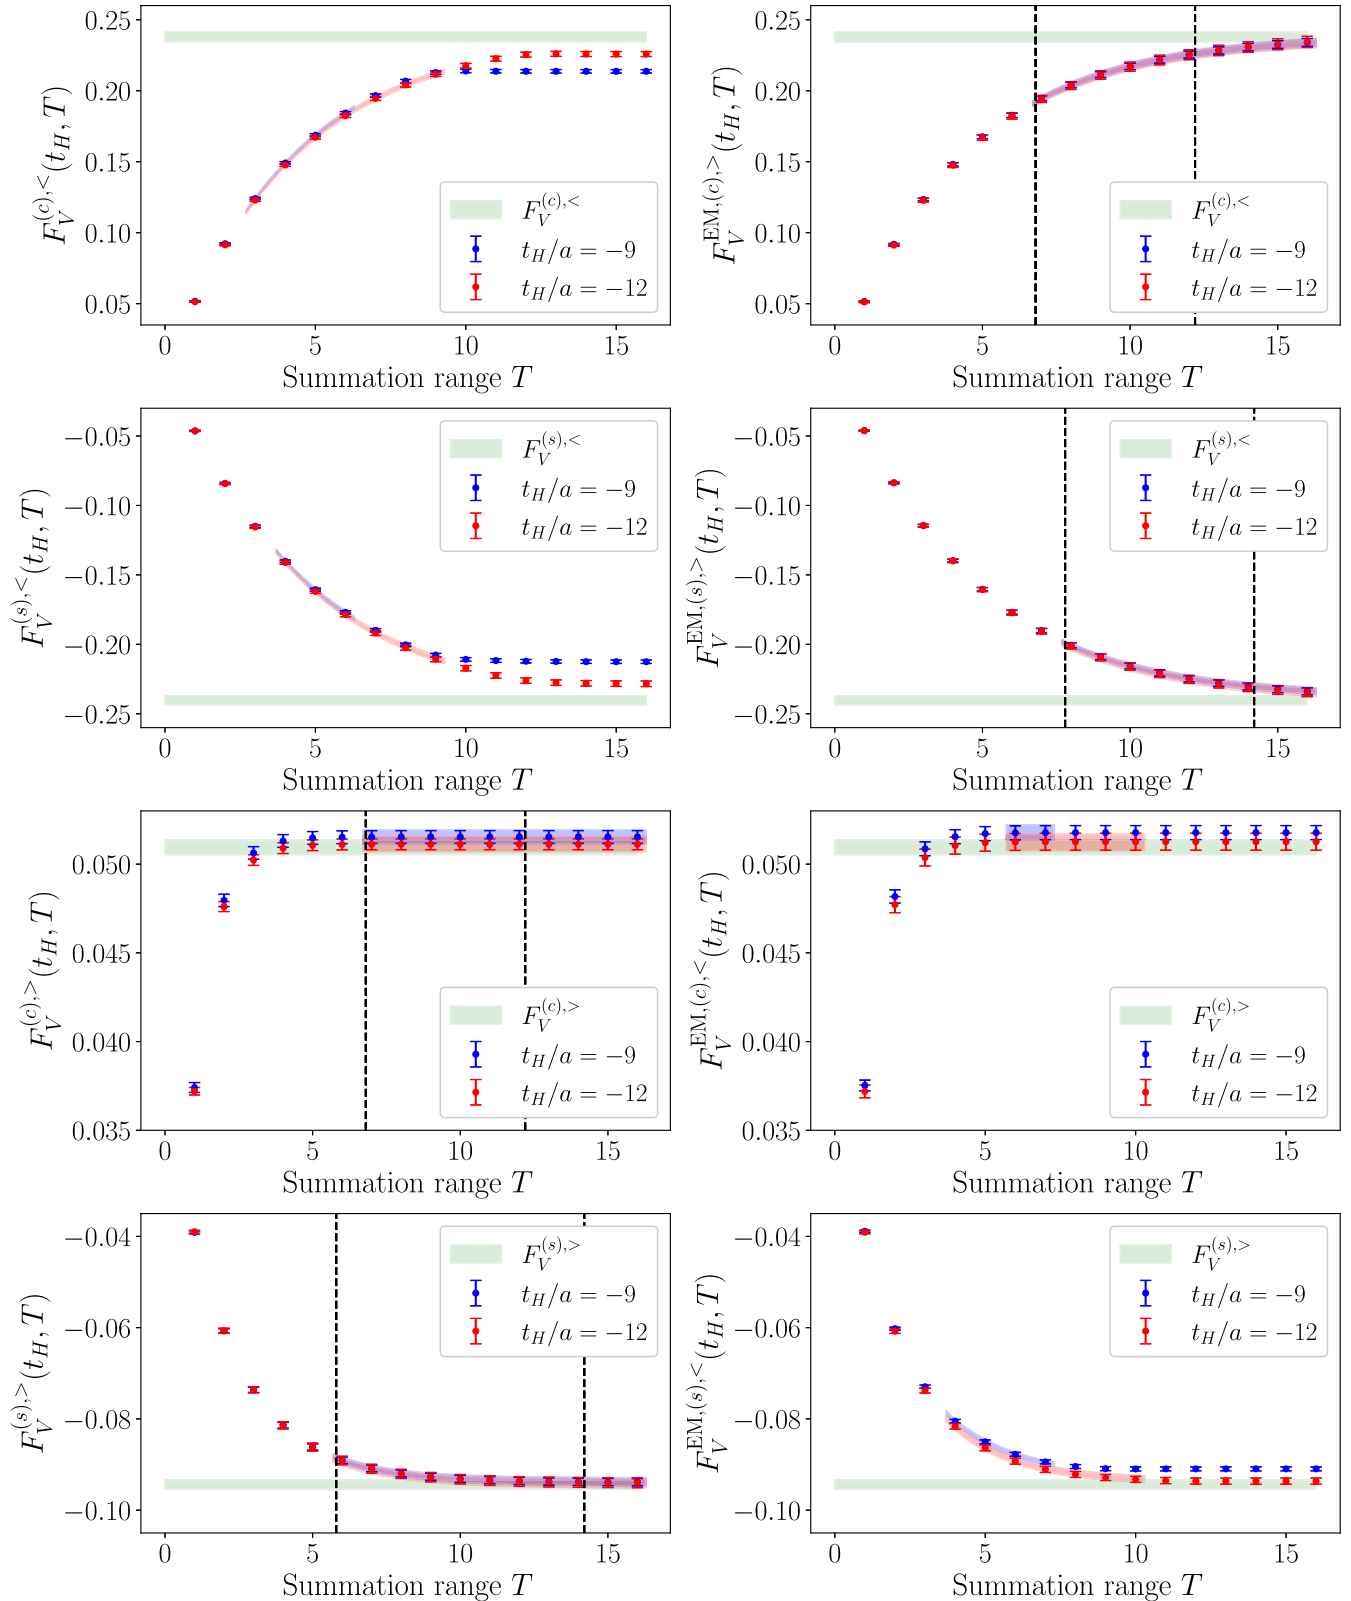 0.25
0.20
0.15
0.10
0.05
F_V^{(c),<}(t_H, T)
F_V^{(c),<}
t_H/a = −9
t_H/a = −12
0 5 10 15
Summation range T
0.25
0.20
0.15
0.10
0.05
F_V^{EM,(c),>}(t_H, T)
F_V^{(c),<}
t_H/a = −9
t_H/a = −12
0 5 10 15
Summation range T
−0.05
−0.10
−0.15
−0.20
−0.25
F_V^{(s),<}(t_H, T)
F_V^{(s),<}
t_H/a = −9
t_H/a = −12
0 5 10 15
Summation range T
−0.05
−0.10
−0.15
−0.20
−0.25
F_V^{EM,(s),>}(t_H, T)
F_V^{(s),<}
t_H/a = −9
t_H/a = −12
0 5 10 15
Summation range T
0.050
0.045
0.040
0.035
F_V^{(c),>}(t_H, T)
F_V^{(c),>}
t_H/a = −9
t_H/a = −12
0 5 10 15
Summation range T
0.050
0.045
0.040
0.035
F_V^{EM,(c),<}(t_H, T)
F_V^{(c),>}
t_H/a = −9
t_H/a = −12
0 5 10 15
Summation range T
−0.04
−0.06
−0.08
−0.10
F_V^{(s),>}(t_H, T)
F_V^{(s),>}
t_H/a = −9
t_H/a = −12
0 5 10 15
Summation range T
−0.04
−0.06
−0.08
−0.10
F_V^{EM,(s),<}(t_H, T)
F_V^{(s),>}
t_H/a = −9
t_H/a = −12
0 5 10 15
Summation range T